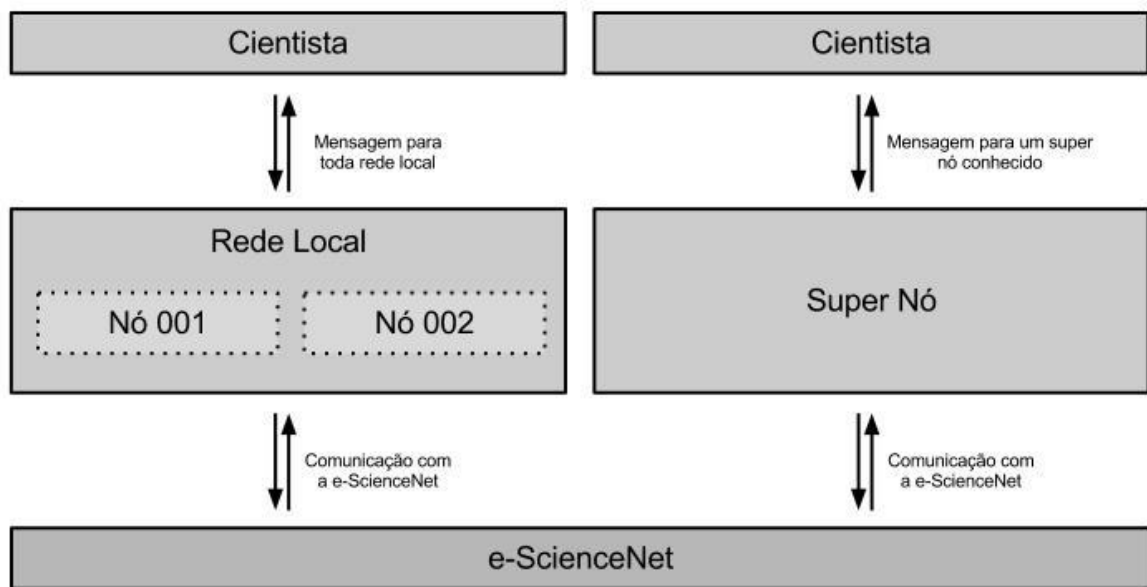 Cientista
Cientista
Mensagem para
toda rede local
Mensagem para um super
nó conhecido
Rede Local
Nó 001
Nó 002
Super Nó
Comunicação com
a e-ScienceNet
Comunicação com
a e-ScienceNet
e-ScienceNet